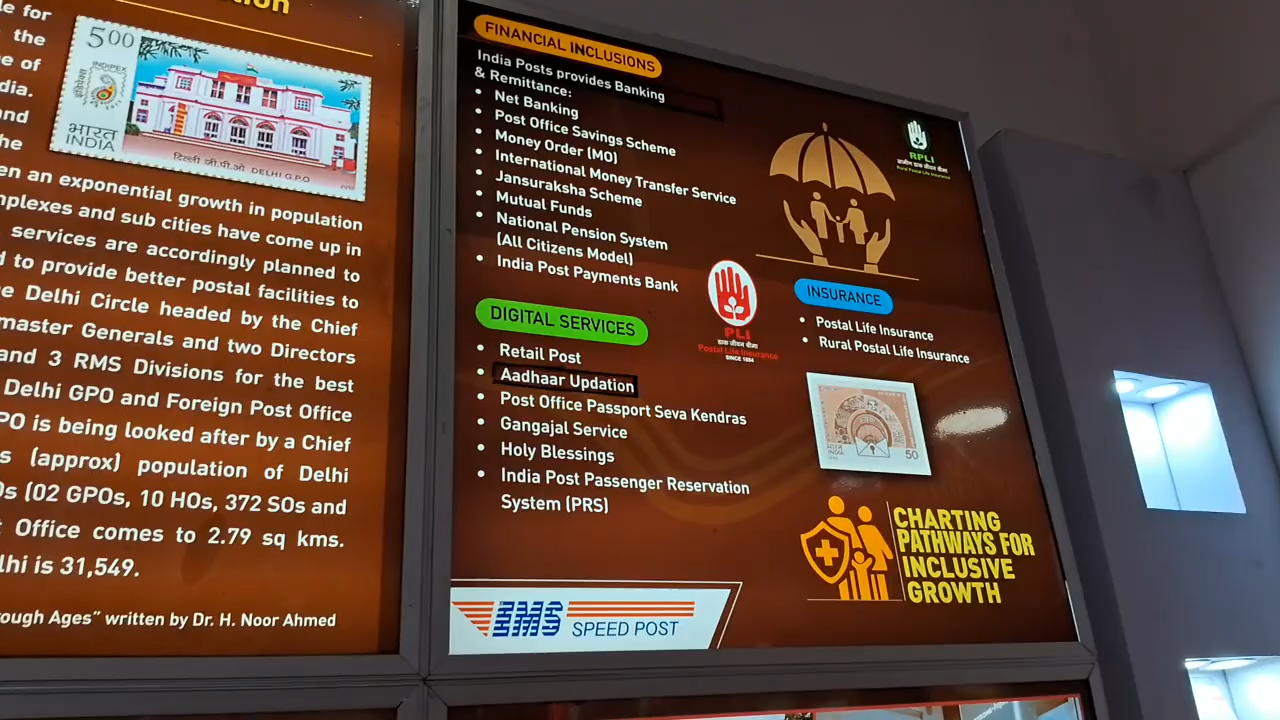 tion
le for
the
e of
dia.
and
he
500
INDIPEX
भारत
INDIA
दिल्ली जी.पी.ओ DELHI G.P.O
en an exponential growth in population
mplexes and sub cities have come up in
services are accordingly planned to
d to provide better postal facilities to
e Delhi Circle headed by the Chief
master Generals and two Directors
and 3 RMS Divisions for the best
Delhi GPO and Foreign Post Office
PO is being looked after by a Chief
s (approx) population of Delhi
Os (02 GPOs, 10 HOs, 372 SOs and
t Office comes to 2.79 sq kms.
lhi is 31,549.
rough Ages" written by Dr. H. Noor Ahmed
FINANCIAL INCLUSIONS
India Posts provides Banking
& Remittance:
• Net Banking
• Post Office Savings Scheme
• Money Order (MO)
• International Money Transfer Service
• Jansuraksha Scheme
• Mutual Funds
• National Pension System
(All Citizens Model)
• India Post Payments Bank
DIGITAL SERVICES
• Retail Post
• Aadhaar Updation
• Post Office Passport Seva Kendras
• Gangajal Service
• Holy Blessings
• India Post Passenger Reservation
System (PRS)
EMS SPEED POST
RPLI
ग्रामीण डाक जीवन बीमा
Rural Postal Life Insurance
PLI
डाक जीवन बीमा
Postal Life Insurance
SINCE 1884
INSURANCE
• Postal Life Insurance
• Rural Postal Life Insurance
भारत
INDIA
50
CHARTING
PATHWAYS FOR
INCLUSIVE
GROWTH